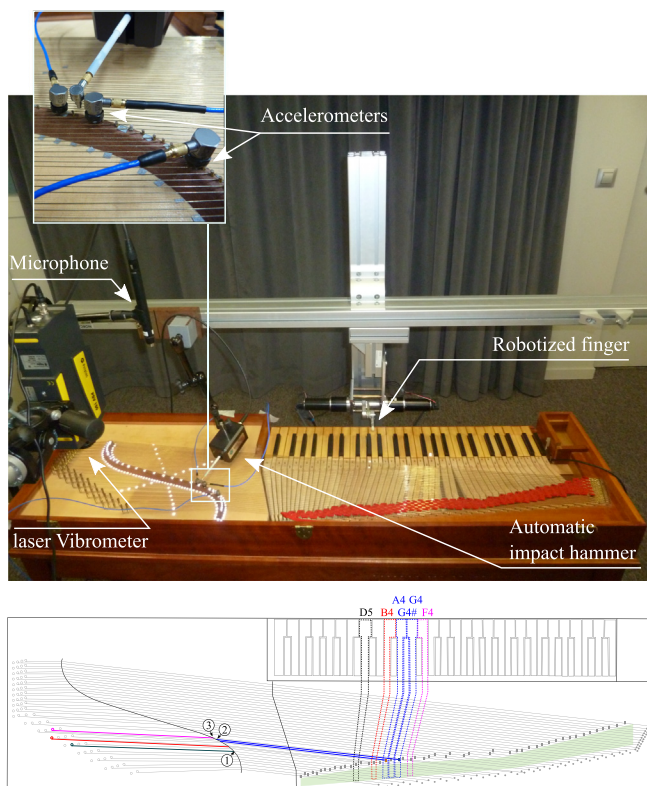 Accelerometers
Microphone
Robotized finger
laser Vibrometer
Automatic
impact hammer
A4 G4
D5 B4 G4# F4
3 2
1